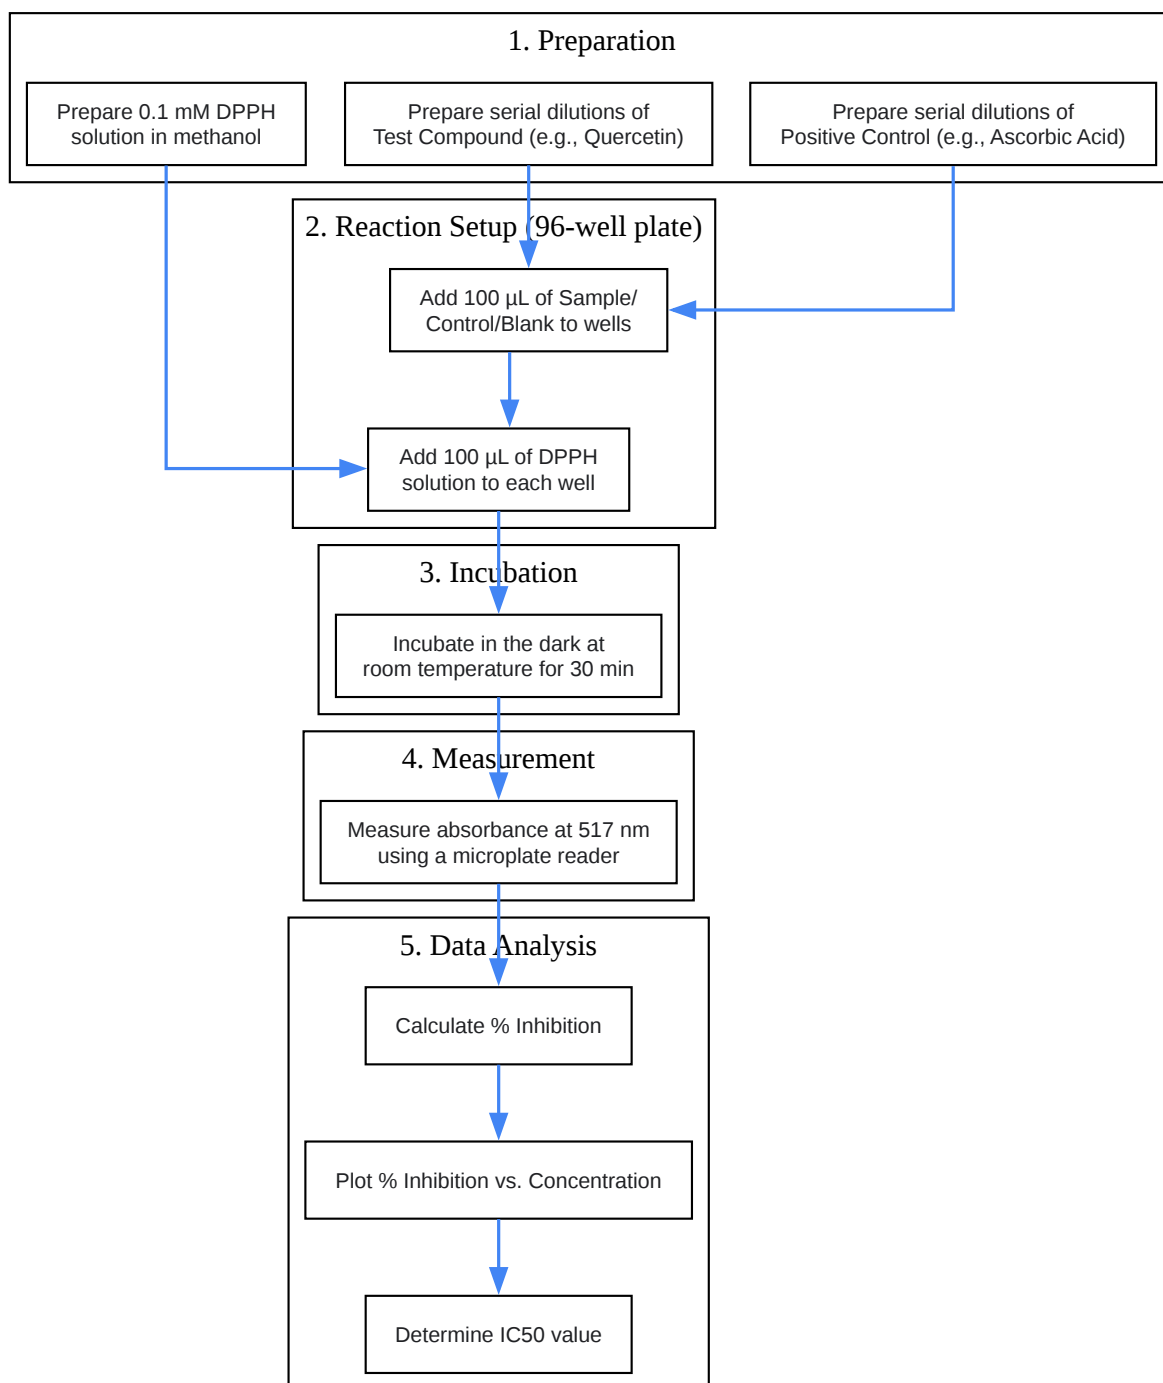 1. Preparation
Prepare 0.1 mM DPPH
solution in methanol
Prepare serial dilutions of
Test Compound (e.g., Quercetin)
Prepare serial dilutions of
Positive Control (e.g., Ascorbic Acid)
2. Reaction Setup (96-well plate)
Add 100 µL of Sample/
Control/Blank to wells
Add 100 µL of DPPH
solution to each well
3. Incubation
Incubate in the dark at
room temperature for 30 min
4. Measurement
Measure absorbance at 517 nm
using a microplate reader
5. Data Analysis
Calculate % Inhibition
Plot % Inhibition vs. Concentration
Determine IC50 value